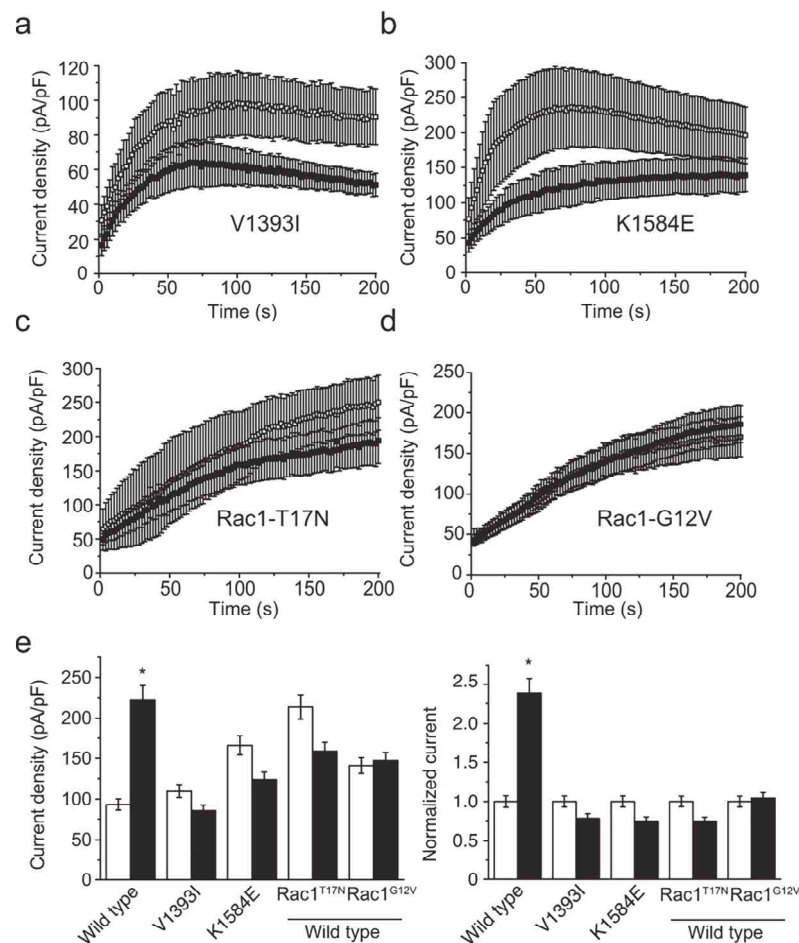 a
b
Current density (pA/pF)
120
100
80
60
40
20
0
0 50 100 150 200
Time (s)
V1393I
Current density (pA/pF)
300
250
200
150
100
50
0
0 50 100 150 200
Time (s)
K1584E
c
d
Current density (pA/pF)
300
250
200
150
100
50
0
0 50 100 150 200
Time (s)
Rac1-T17N
Current density (pA/pF)
250
200
150
100
50
0
0 50 100 150 200
Time (s)
Rac1-G12V
e
Current density (pA/pF)
400
350
300
250
200
150
100
50
0
*
Wild type
V1393I
K1584E
Rac1T17N Rac1G12V
Wild type
Normalized current
2.5
2.0
1.5
1.0
0.5
0
*
Wild type
V1393I
K1584E
Rac1T17N Rac1G12V
Wild type